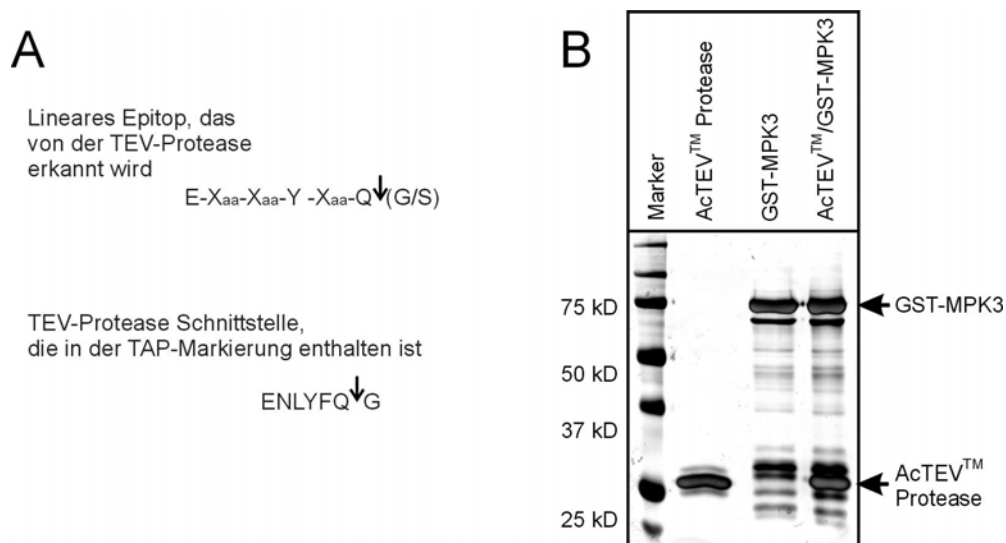 A
Lineares Epitop, das
von der TEV-Protease
erkannt wird
E-Xaa-Xaa-Y -Xaa-Q↓(G/S)
TEV-Protease Schnittstelle,
die in der TAP-Markierung enthalten ist
ENLYFQ↓G
B
Marker
AcTEV™ Protease
GST-MPK3
AcTEV™/GST-MPK3
75 kD
50 kD
37 kD
25 kD
GST-MPK3
AcTEV™
Protease